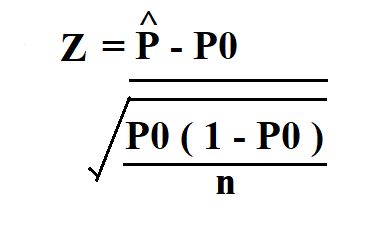 Z = P̂ - P0
P0 ( 1 - P0 )
n